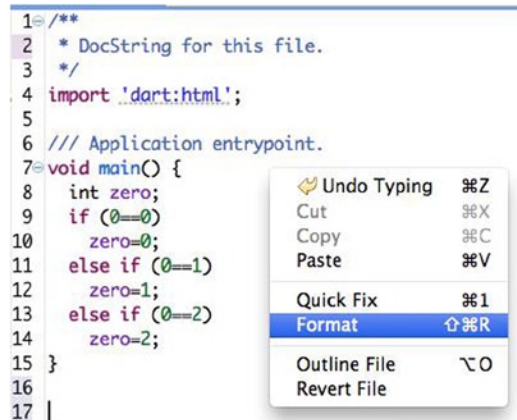 1 /**
2 * DocString for this file.
3 */
4 import 'dart:html';
5
6 /// Application entrypoint.
7 void main() {
8 int zero;
9 if (0==0)
10 zero=0;
11 else if (0==1)
12 zero=1;
13 else if (0==2)
14 zero=2;
15 }
16
17
Undo Typing ⌘Z
Cut ⌘X
Copy ⌘C
Paste ⌘V
Quick Fix ⌘1
Format ⇧⌘R
Outline File ⌥O
Revert File